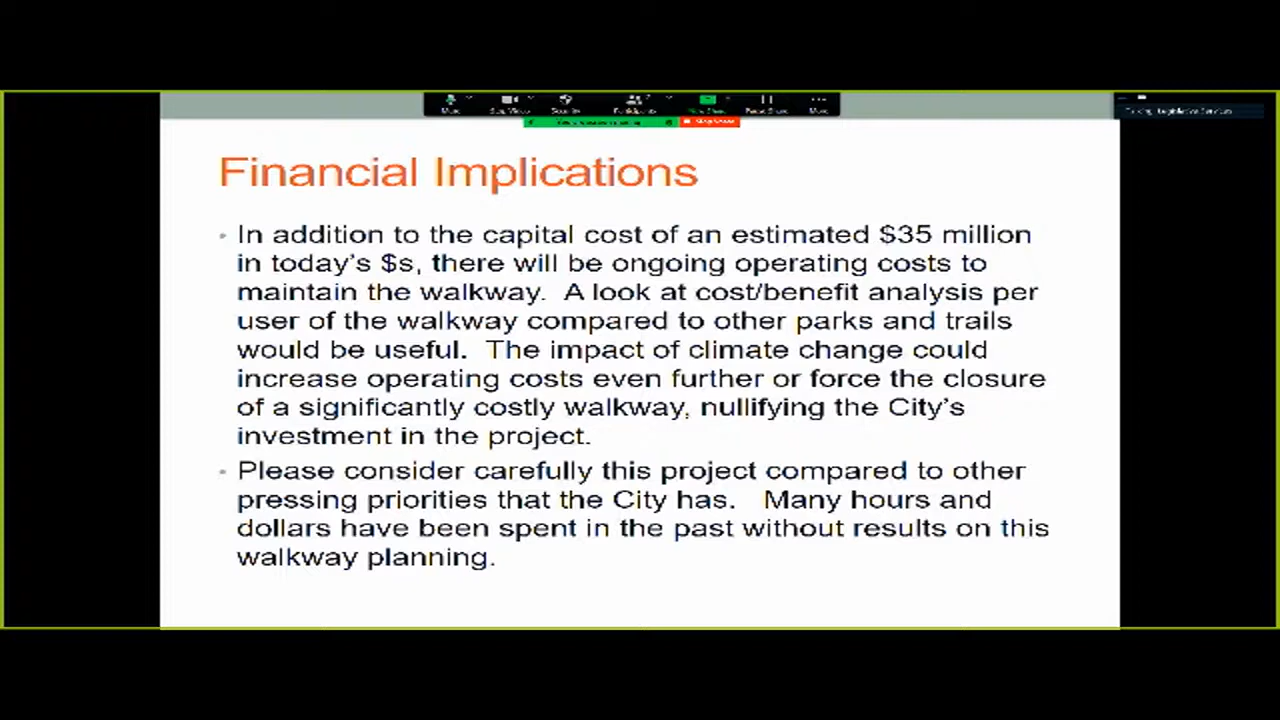 Financial Implications
In addition to the capital cost of an estimated $35 million
in today's $s, there will be ongoing operating costs to
maintain the walkway.  A look at cost/benefit analysis per
user of the walkway compared to other parks and trails
would be useful.  The impact of climate change could
increase operating costs even further or force the closure
of a significantly costly walkway, nullifying the City's
investment in the project.
Please consider carefully this project compared to other
pressing priorities that the City has.   Many hours and
dollars have been spent in the past without results on this
walkway planning.